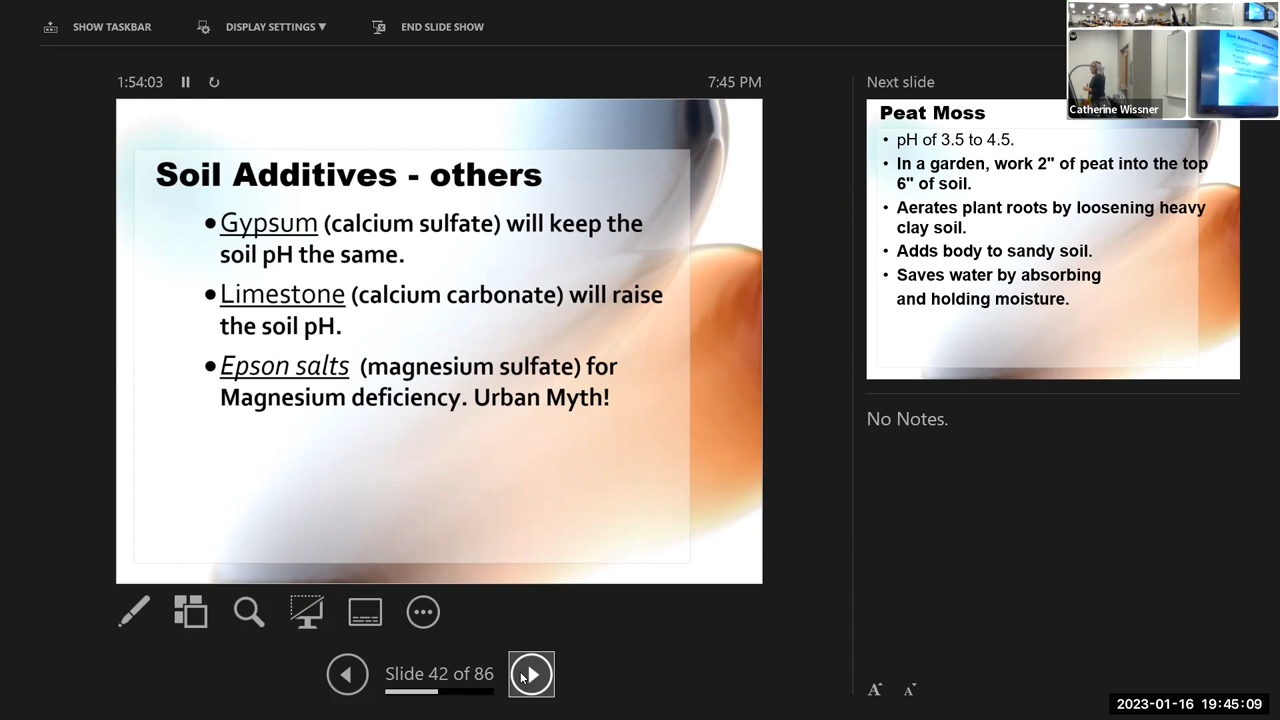 SHOW TASKBAR
DISPLAY SETTINGS ▼
END SLIDE SHOW
1:54:03
7:45 PM
Next slide
Catherine Wissner
Soil Additives - others
•Gypsum (calcium sulfate) will keep the
soil pH the same.
•Limestone (calcium carbonate) will raise
the soil pH.
•Epson salts (magnesium sulfate) for
Magnesium deficiency. Urban Myth!
Peat Moss
• pH of 3.5 to 4.5.
• In a garden, work 2" of peat into the top
6" of soil.
• Aerates plant roots by loosening heavy
clay soil.
• Adds body to sandy soil.
• Saves water by absorbing
and holding moisture.
No Notes.
Slide 42 of 86
A A
2023-01-16 19:45:09